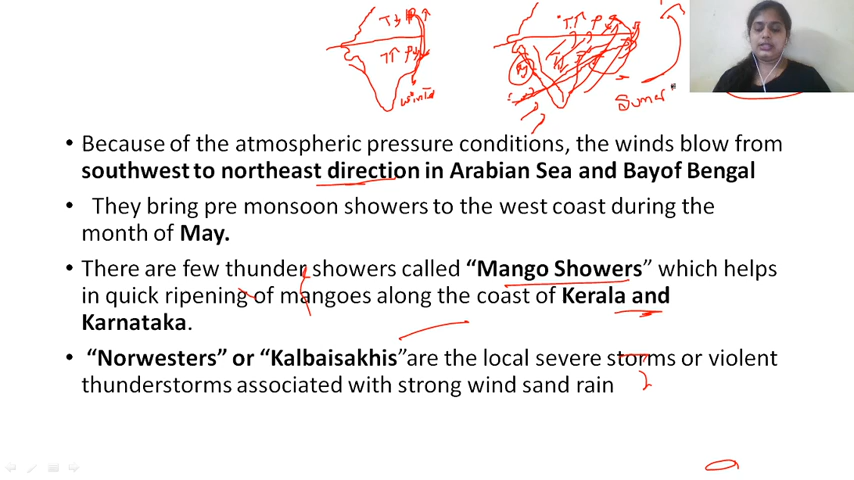 T↓ P↑
T↑ P↓
winter
T↑ P
Sumer
• Because of the atmospheric pressure conditions, the winds blow from
southwest to northeast direction in Arabian Sea and Bayof Bengal
• They bring pre monsoon showers to the west coast during the
month of May.
• There are few thunder showers called “Mango Showers” which helps
in quick ripening of mangoes along the coast of Kerala and
Karnataka.
• “Norwesters” or “Kalbaisakhis”are the local severe storms or violent
thunderstorms associated with strong wind sand rain